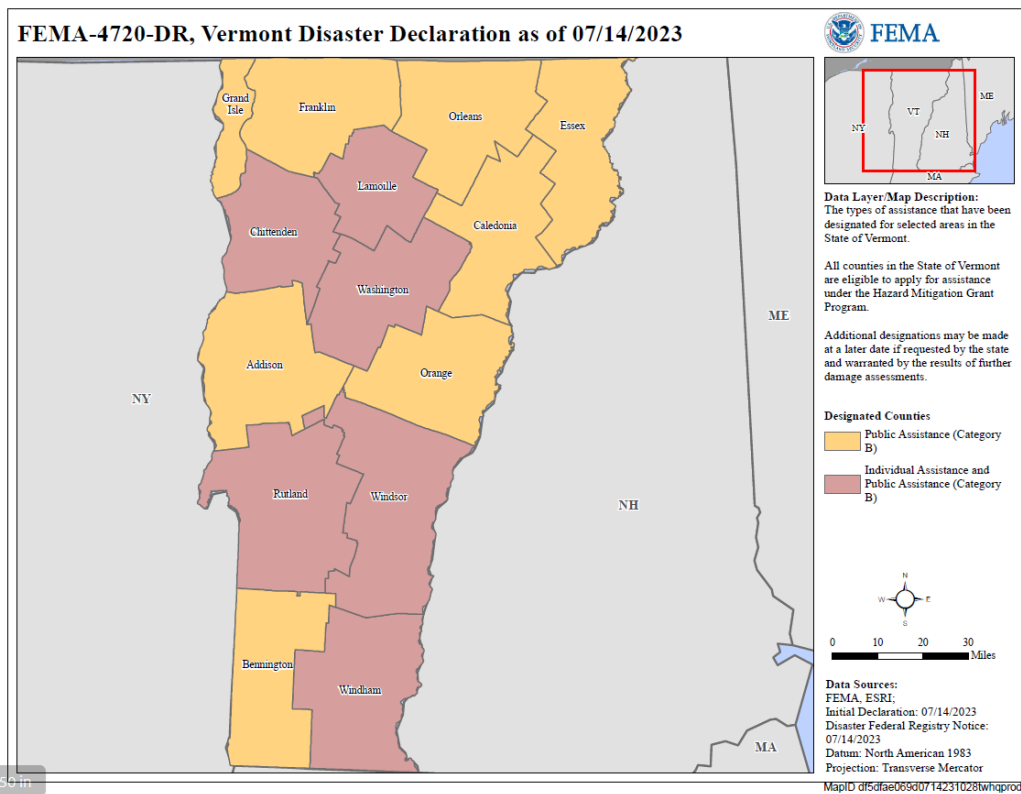 FEMA-4720-DR, Vermont Disaster Declaration as of 07/14/2023
FEMA
Grand
Isle
Franklin
Orleans
Essex
Lamoille
Chittenden
Caledonia
Washington
Addison
Orange
Rutland
Windsor
Bennington
Windham
NY
NH
ME
MA
NY
VT
NH
ME
MA
Data Layer/Map Description:
The types of assistance that have been
designated for selected areas in the
State of Vermont.
All counties in the State of Vermont
are eligible to apply for assistance
under the Hazard Mitigation Grant
Program.
Additional designations may be made
at a later date if requested by the state
and warranted by the results of further
damage assessments.
Designated Counties
Public Assistance (Category
B)
Individual Assistance and
Public Assistance (Category
B)
N
W E
S
0 10 20 30
Miles
Data Sources:
FEMA, ESRI;
Initial Declaration: 07/14/2023
Disaster Federal Registry Notice:
07/14/2023
Datum: North American 1983
Projection: Transverse Mercator
MapID df5dfae069d0714231028twhqprod
50 in